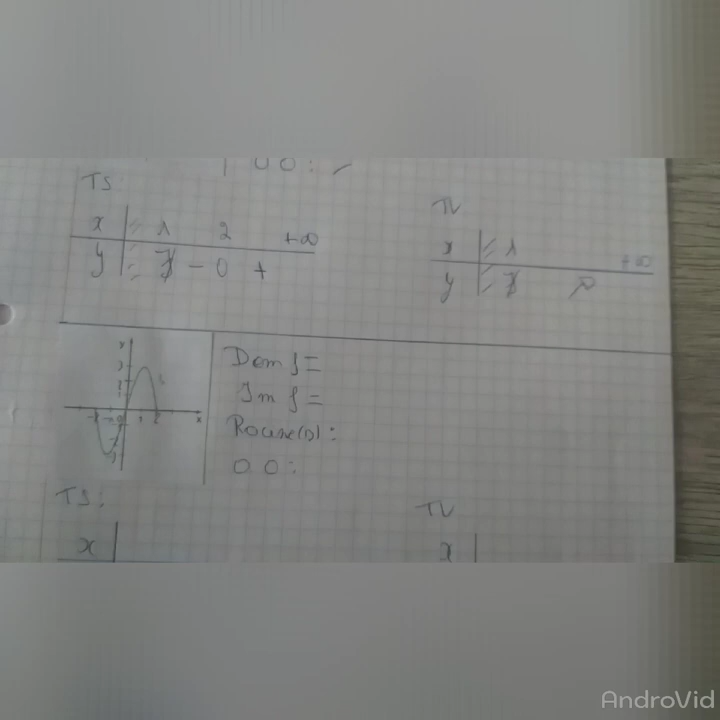 TS
x 1 2 +∞
y ∄ - 0 +
TV
x 1 +∞
y ∄ ↗
Dom f =
Im f =
Racine(s) :
O O :
TS :
x
TV
x
AndroVid